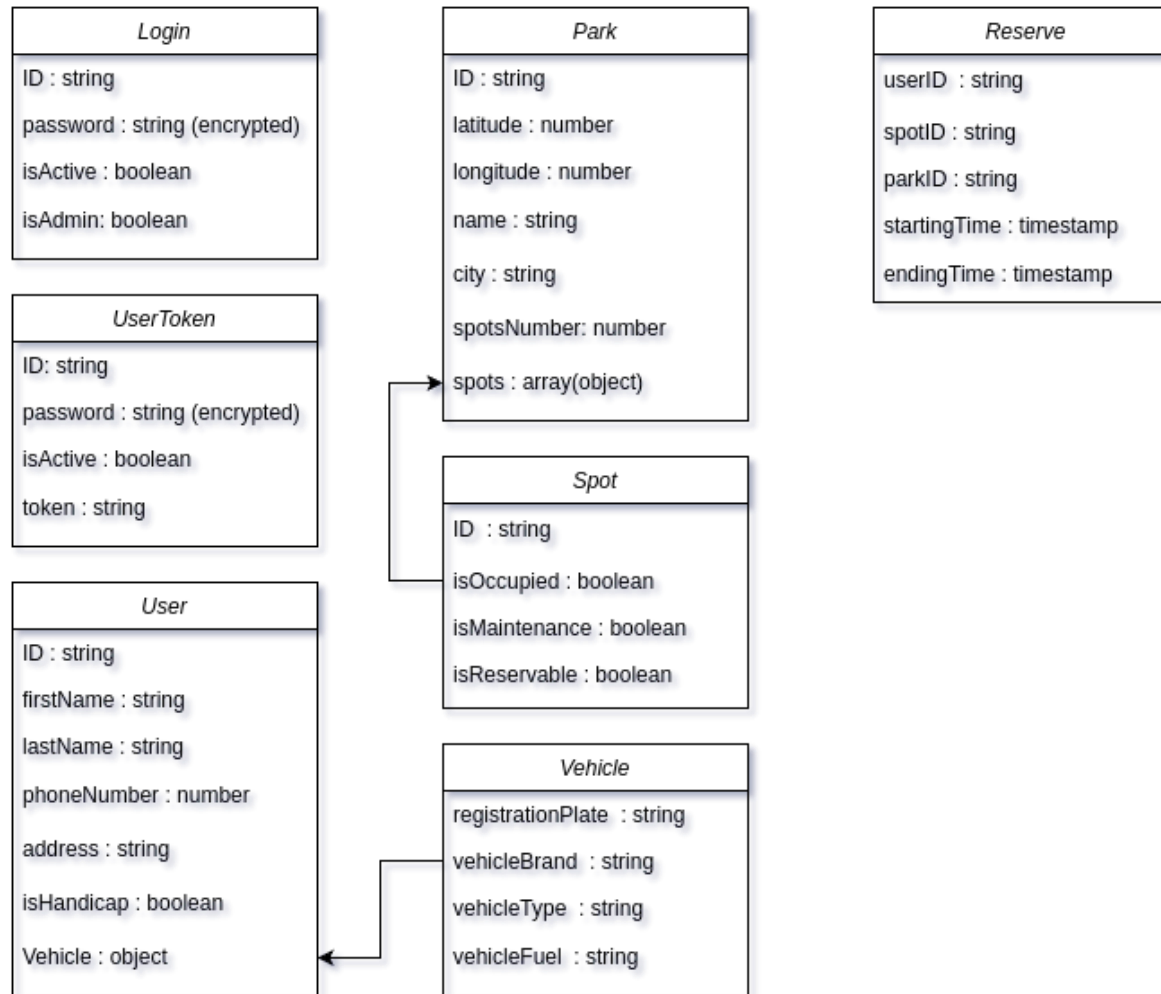 Login
ID : string
password : string (encrypted)
isActive : boolean
isAdmin: boolean
UserToken
ID: string
password : string (encrypted)
isActive : boolean
token : string
User
ID : string
firstName : string
lastName : string
phoneNumber : number
address : string
isHandicap : boolean
Vehicle : object
Park
ID : string
latitude : number
longitude : number
name : string
city : string
spotsNumber: number
spots : array(object)
Spot
ID : string
isOccupied : boolean
isMaintenance : boolean
isReservable : boolean
Vehicle
registrationPlate : string
vehicleBrand : string
vehicleType : string
vehicleFuel : string
Reserve
userID : string
spotID : string
parkID : string
startingTime : timestamp
endingTime : timestamp